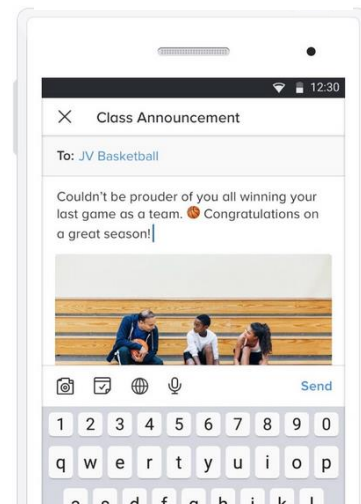 12:30
Class Announcement
To: JV Basketball
Couldn't be prouder of you all winning your
last game as a team. 🏀 Congratulations on
a great season!
Send
1 2 3 4 5 6 7 8 9 0
q w e r t y u i o p
a s d f g h j k l